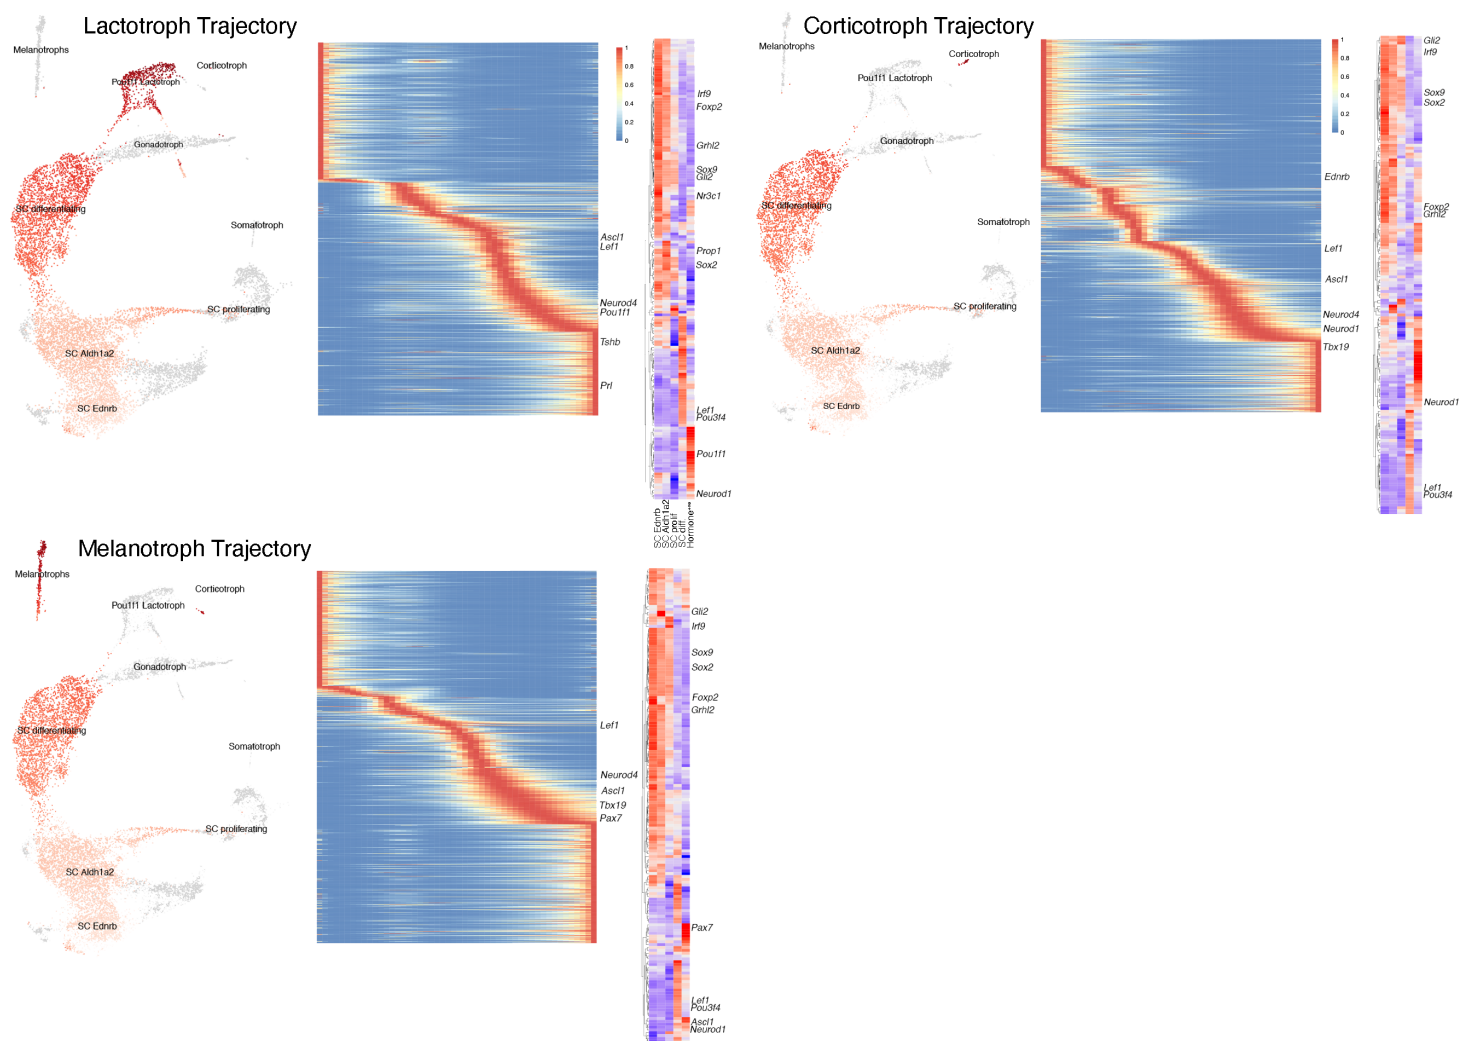 Lactotroph Trajectory
Melanotrophs
Corticotroph
Pou1f1 Lactotroph
Gonadotroph
SC differentiating
Somatotroph
SC proliferating
SC Aldh1a2
SC Ednrb
1
0.8
0.6
0.4
0.2
0
Ascl1
Lef1
Neurod4
Pou1f1
Tshb
Prl
Irf9
Foxp2
Grhl2
Sox9
Gli2
Nr3c1
Prop1
Sox2
Lef1
Pou3f4
Pou1f1
Neurod1
SC Ednrb
SC Aldh1a2
SC prolif
SC diff
Corticotroph Trajectory
Melanotrophs
Corticotroph
Pou1f1 Lactotroph
Gonadotroph
SC differentiating
Somatotroph
SC proliferating
SC Aldh1a2
SC Ednrb
1
0.8
0.6
0.4
0.2
0
Ednrb
Lef1
Ascl1
Neurod4
Neurod1
Tbx19
Gli2
Irf9
Sox9
Sox2
Foxp2
Grhl2
Neurod1
Lef1
Pou3f4
Melanotroph Trajectory
Melanotrophs
Corticotroph
Pou1f1 Lactotroph
Gonadotroph
SC differentiating
Somatotroph
SC proliferating
SC Aldh1a2
SC Ednrb
Lef1
Neurod4
Ascl1
Tbx19
Pax7
Gli2
Irf9
Sox9
Sox2
Foxp2
Grhl2
Pax7
Lef1
Pou3f4
Ascl1
Neurod1